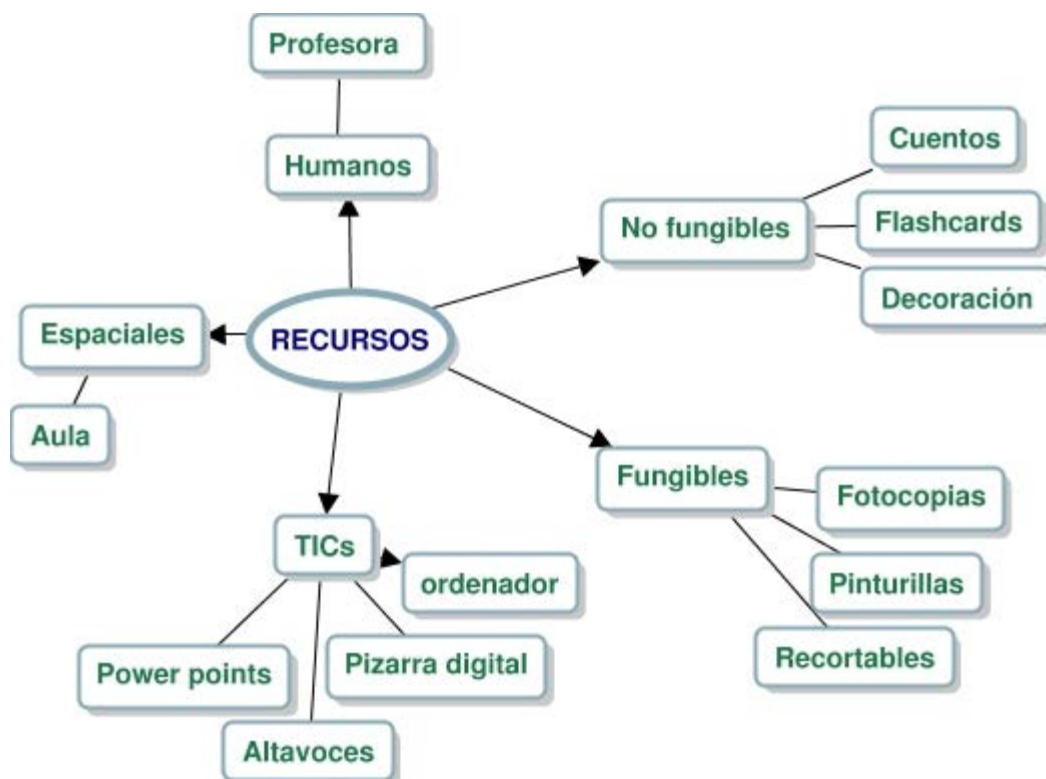 Profesora
Humanos
Cuentos
No fungibles
Flashcards
Decoración
Espaciales
RECURSOS
Aula
Fungibles
Fotocopias
Pinturillas
Recortables
TICs
ordenador
Power points
Pizarra digital
Altavoces